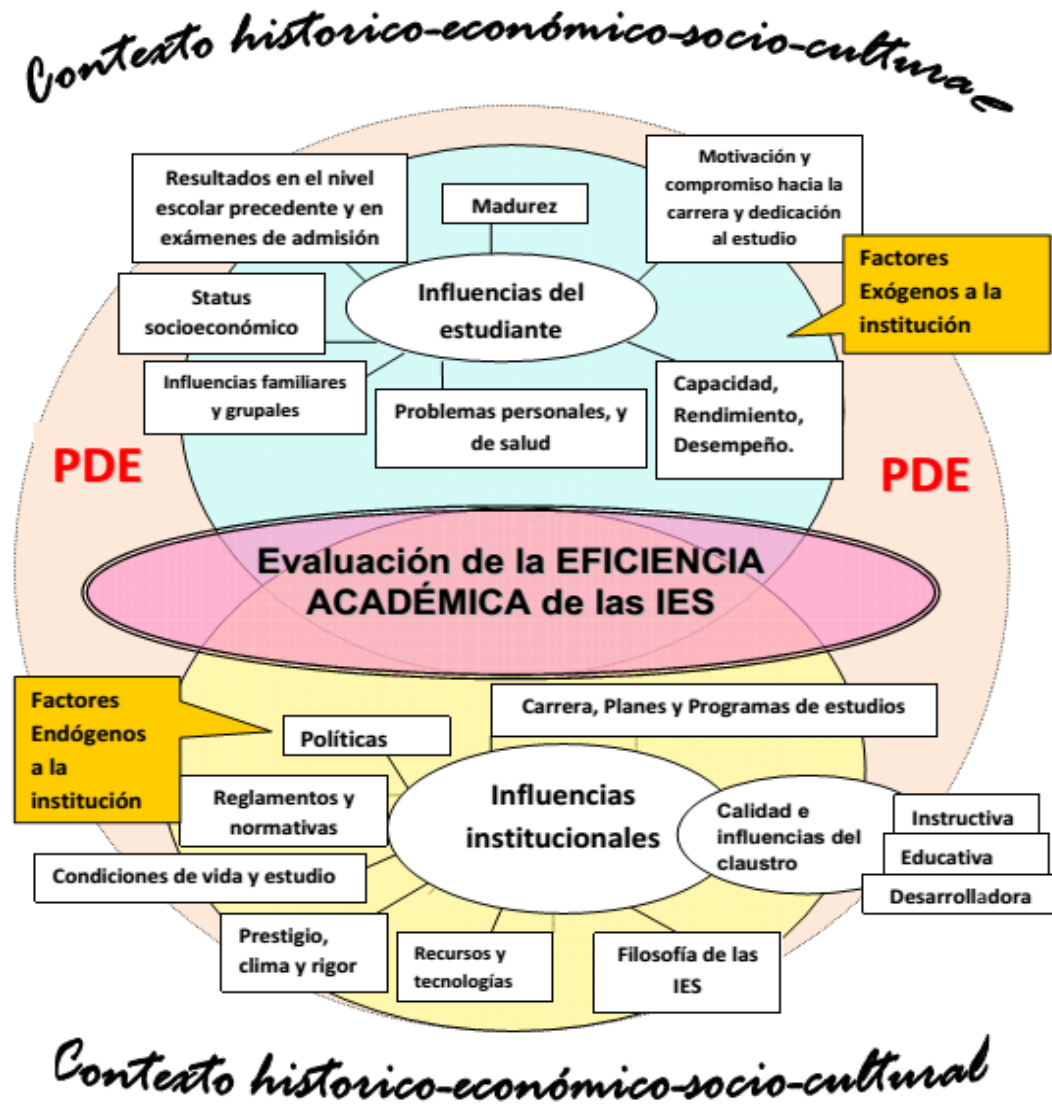 Contexto historico-económico-socio-cultural
Resultados en el nivel
escolar precedente y en
exámenes de admisión
Madurez
Motivación y
compromiso hacia la
carrera y dedicación
al estudio
Influencias del
estudiante
Factores
Exógenos a la
institución
Status
socioeconómico
Influencias familiares
y grupales
Problemas personales, y
de salud
Capacidad,
Rendimiento,
Desempeño.
PDE
PDE
Evaluación de la EFICIENCIA
ACADÉMICA de las IES
Factores
Endógenos
a la
institución
Carrera, Planes y Programas de estudios
Políticas
Reglamentos y
normativas
Influencias
institucionales
Calidad e
influencias del
claustro
Instructiva
Educativa
Desarrolladora
Condiciones de vida y estudio
Prestigio,
clima y rigor
Recursos y
tecnologías
Filosofía de las
IES
Contexto historico-económico-socio-cultural